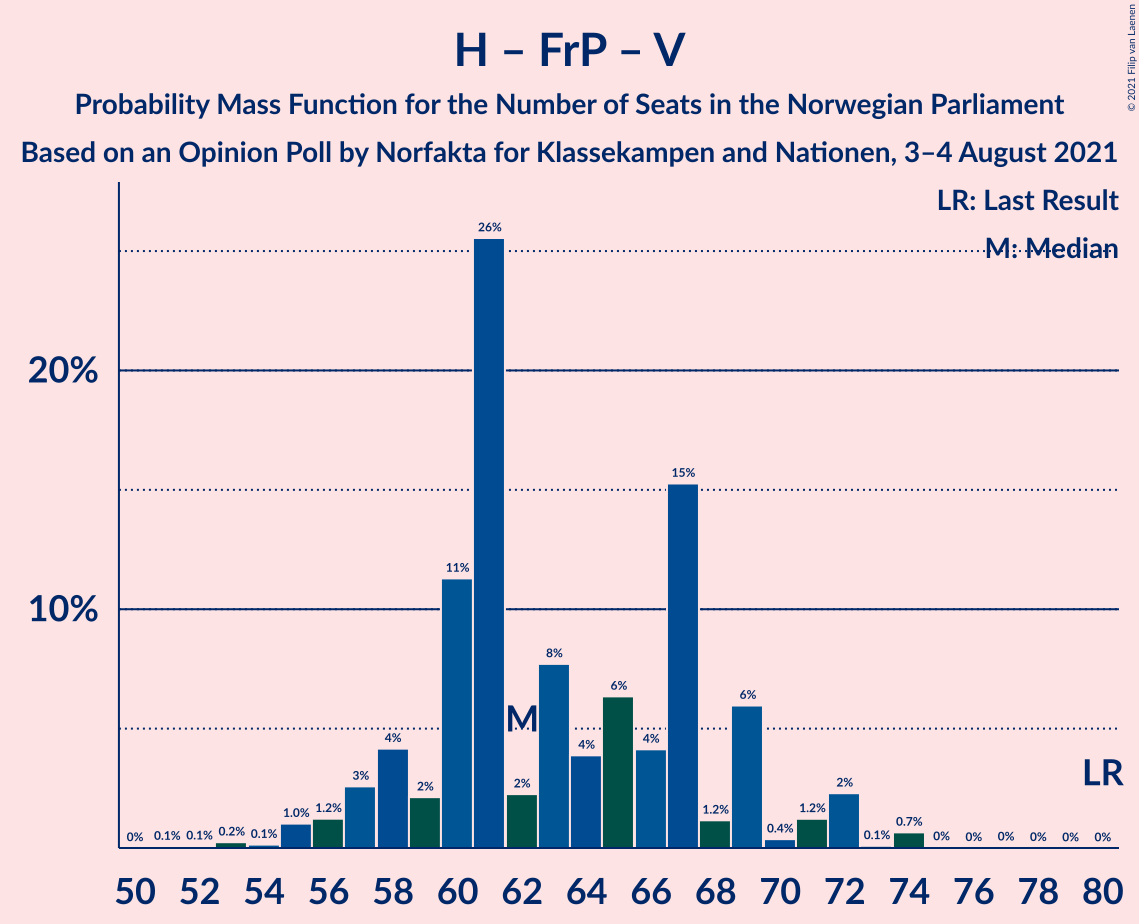 H – FrP – V
Probability Mass Function for the Number of Seats in the Norwegian Parliament
Based on an Opinion Poll by Norfakta for Klassekampen and Nationen, 3–4 August 2021
© 2021 Filip van Laenen
LR: Last Result
M: Median
20%
10%
0% 0.1% 0.1% 0.2% 0.1% 1.0% 1.2% 3% 4% 2% 11% 26% 2% 8% 4% 6% 4% 15% 1.2% 6% 0.4% 1.2% 2% 0.1% 0.7% 0% 0% 0% 0% 0% 0%
M
LR
50 52 54 56 58 60 62 64 66 68 70 72 74 76 78 80